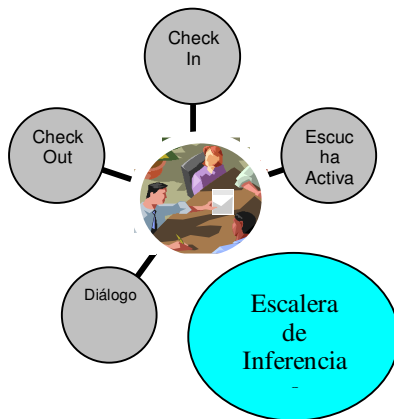 Check
In
Check
Out
Escuc
ha
Activa
Diálogo
Escalera
de
Inferencia
-